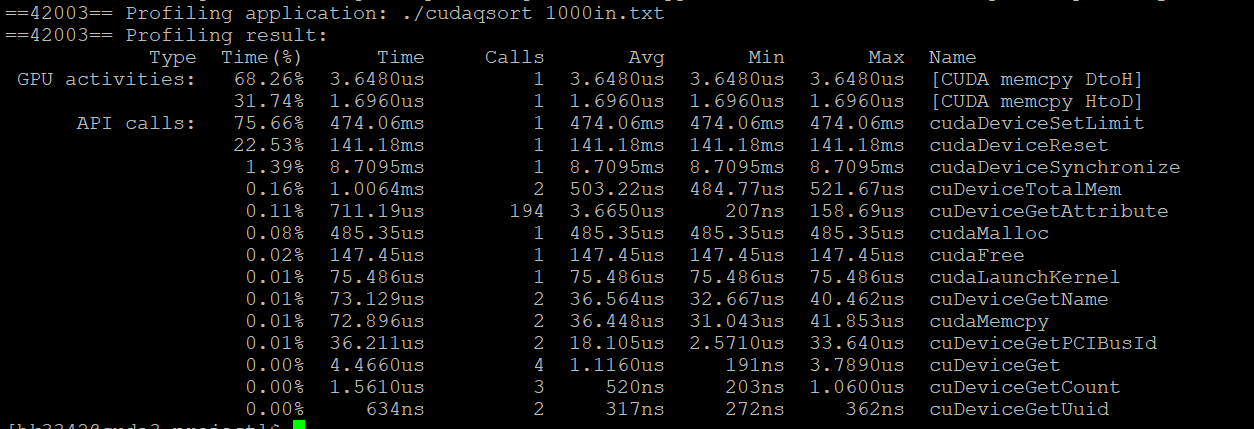 ==42003== Profiling application: ./cudaqsort 1000in.txt
==42003== Profiling result:
Type Time(%) Time Calls Avg Min Max Name
GPU activities: 68.26% 3.6480us 1 3.6480us 3.6480us 3.6480us [CUDA memcpy DtoH]
31.74% 1.6960us 1 1.6960us 1.6960us 1.6960us [CUDA memcpy HtoD]
API calls: 75.66% 474.06ms 1 474.06ms 474.06ms 474.06ms cudaDeviceSetLimit
22.53% 141.18ms 1 141.18ms 141.18ms 141.18ms cudaDeviceReset
1.39% 8.7095ms 1 8.7095ms 8.7095ms 8.7095ms cudaDeviceSynchronize
0.16% 1.0064ms 2 503.22us 484.77us 521.67us cuDeviceTotalMem
0.11% 711.19us 194 3.6650us 207ns 158.69us cuDeviceGetAttribute
0.08% 485.35us 1 485.35us 485.35us 485.35us cudaMalloc
0.02% 147.45us 1 147.45us 147.45us 147.45us cudaFree
0.01% 75.486us 1 75.486us 75.486us 75.486us cudaLaunchKernel
0.01% 73.129us 2 36.564us 32.667us 40.462us cuDeviceGetName
0.01% 72.896us 2 36.448us 31.043us 41.853us cudaMemcpy
0.01% 36.211us 2 18.105us 2.5710us 33.640us cuDeviceGetPCIBusId
0.00% 4.4660us 4 1.1160us 191ns 3.7890us cuDeviceGet
0.00% 1.5610us 3 520ns 203ns 1.0600us cuDeviceGetCount
0.00% 634ns 2 317ns 272ns 362ns cuDeviceGetUuid